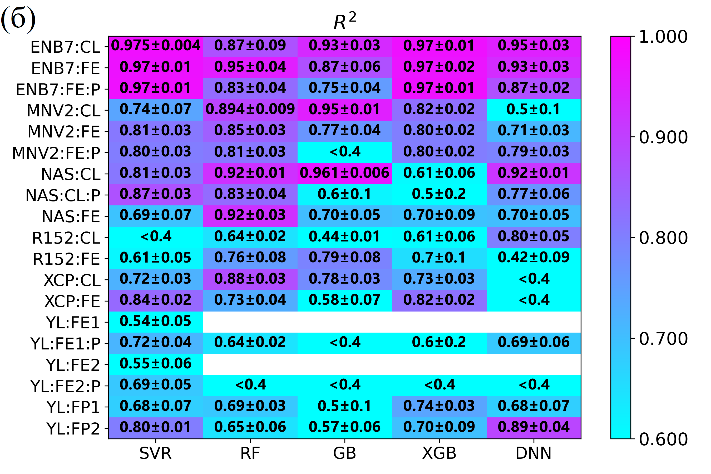 (б)
R²
ENB7:CL 0.975±0.004 0.87±0.09 0.93±0.03 0.97±0.01 0.95±0.03
ENB7:FE 0.97±0.01 0.95±0.04 0.87±0.06 0.97±0.02 0.93±0.03
ENB7:FE:P 0.97±0.01 0.83±0.04 0.75±0.04 0.97±0.01 0.87±0.02
MNV2:CL 0.74±0.07 0.894±0.009 0.95±0.01 0.82±0.02 0.5±0.1
MNV2:FE 0.81±0.03 0.85±0.03 0.77±0.04 0.80±0.02 0.71±0.03
MNV2:FE:P 0.80±0.03 0.81±0.03 <0.4 0.80±0.02 0.79±0.03
NAS:CL 0.81±0.03 0.92±0.01 0.961±0.006 0.61±0.06 0.92±0.01
NAS:CL:P 0.87±0.03 0.83±0.04 0.6±0.1 0.5±0.2 0.77±0.06
NAS:FE 0.69±0.07 0.92±0.03 0.70±0.05 0.70±0.09 0.70±0.05
R152:CL <0.4 0.64±0.02 0.44±0.01 0.61±0.06 0.80±0.05
R152:FE 0.61±0.05 0.76±0.08 0.79±0.08 0.7±0.1 0.42±0.09
XCP:CL 0.72±0.03 0.88±0.03 0.78±0.03 0.73±0.03 <0.4
XCP:FE 0.84±0.02 0.73±0.04 0.58±0.07 0.82±0.02 <0.4
YL:FE1 0.54±0.05
YL:FE1:P 0.72±0.04 0.64±0.02 <0.4 0.6±0.2 0.69±0.06
YL:FE2 0.55±0.06
YL:FE2:P 0.69±0.05 <0.4 <0.4 <0.4 <0.4
YL:FP1 0.68±0.07 0.69±0.03 0.5±0.1 0.74±0.03 0.68±0.07
YL:FP2 0.80±0.01 0.65±0.06 0.57±0.06 0.70±0.09 0.89±0.04
SVR RF GB XGB DNN
1.000
0.900
0.800
0.700
0.600